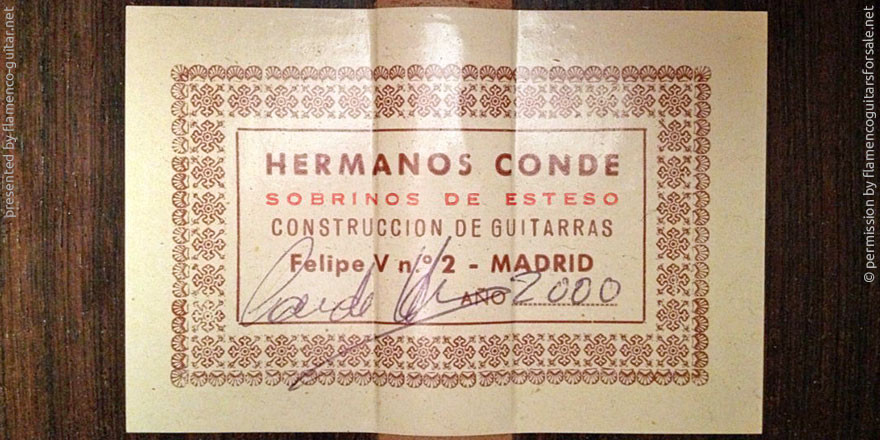 HERMANOS CONDE
SOBRINOS DE ESTESO
CONSTRUCCION DE GUITARRAS
Felipe V n.º 2 - MADRID
AÑO 2000
presented by flamenco-guitar.net
© permission by flamencoguitarsforsale.net